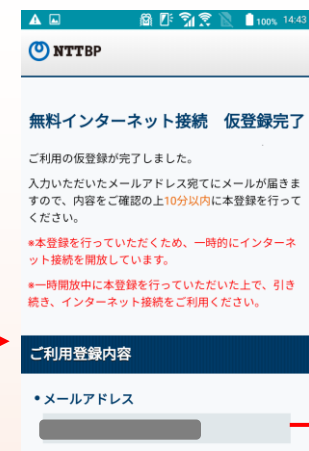 100% 14:43
NTTBP
無料インターネット接続 仮登録完了
ご利用の仮登録が完了しました。
入力いただいたメールアドレス宛てにメールが届きま
すので、内容をご確認の上10分以内に本登録を行って
ください。
※本登録を行っていただくため、一時的にインターネ
ット接続を開放しています。
※一時開放中に本登録を行っていただいた上で、引き
続き、インターネット接続をご利用ください。
ご利用登録内容
•メールアドレス